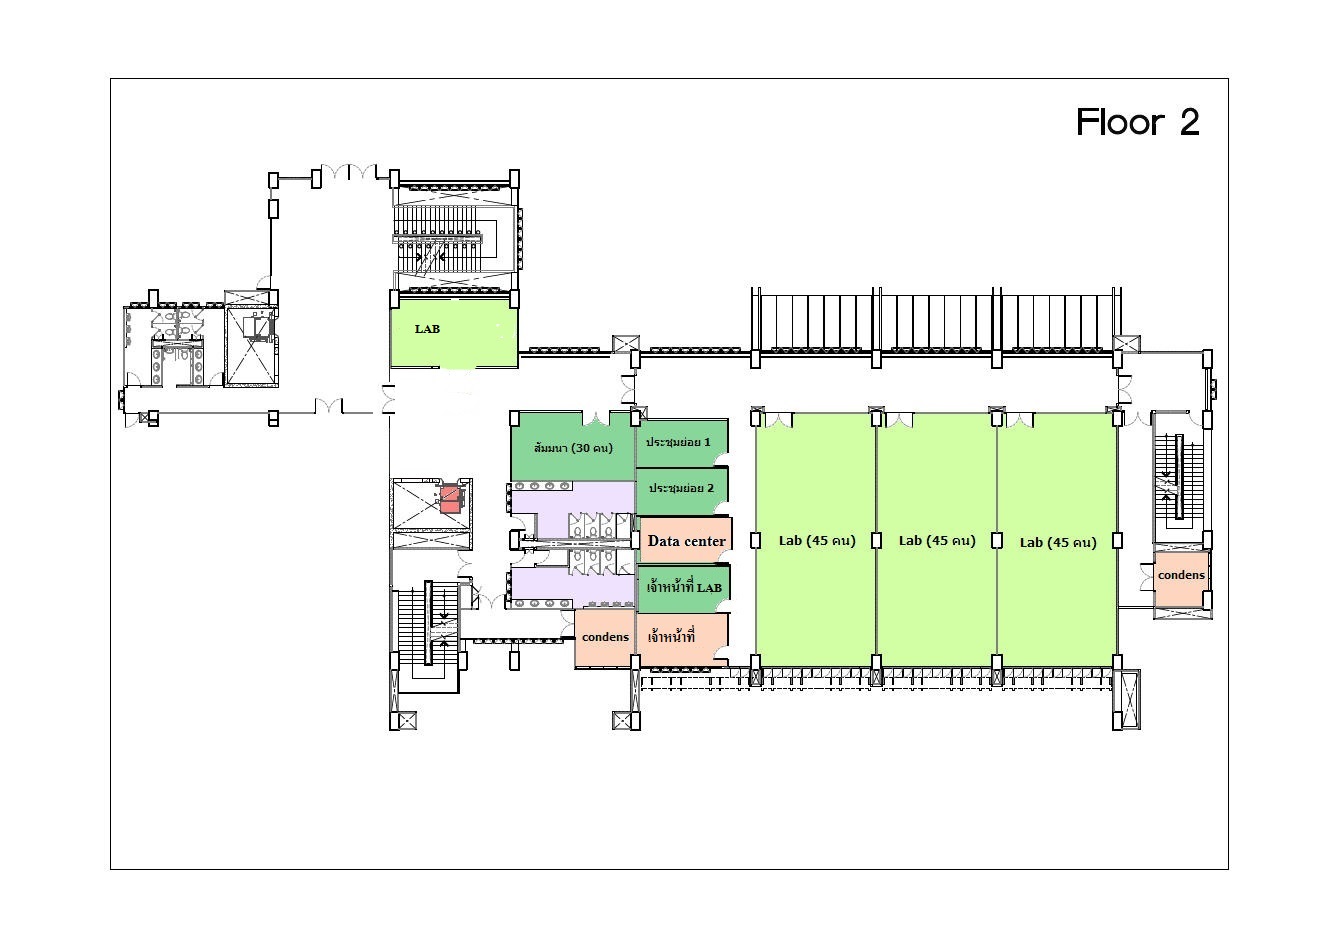 Floor 2
LAB
สัมมนา (30 คน)
ประชุมย่อย 1
ประชุมย่อย 2
Data center
Lab (45 คน)
Lab (45 คน)
Lab (45 คน)
condens
เจ้าหน้าที่ LAB
condens
เจ้าหน้าที่